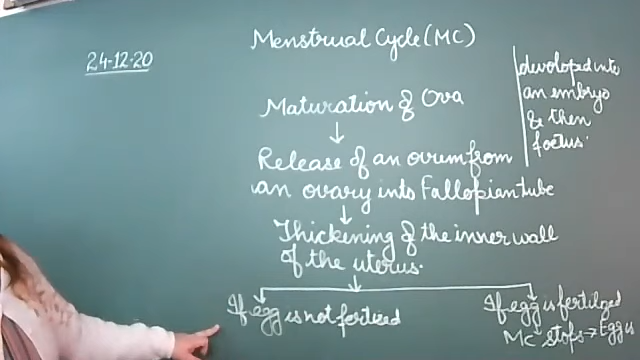 24-12-20
Menstrual Cycle (MC)
Maturation of Ova
Release of an ovum from
an ovary into Fallopian tube
Thickening of the inner wall
of the uterus.
If egg is not fertized
If egg is fertilized
MC stops → Egg is
developed into
an embryo
& then
foetus.